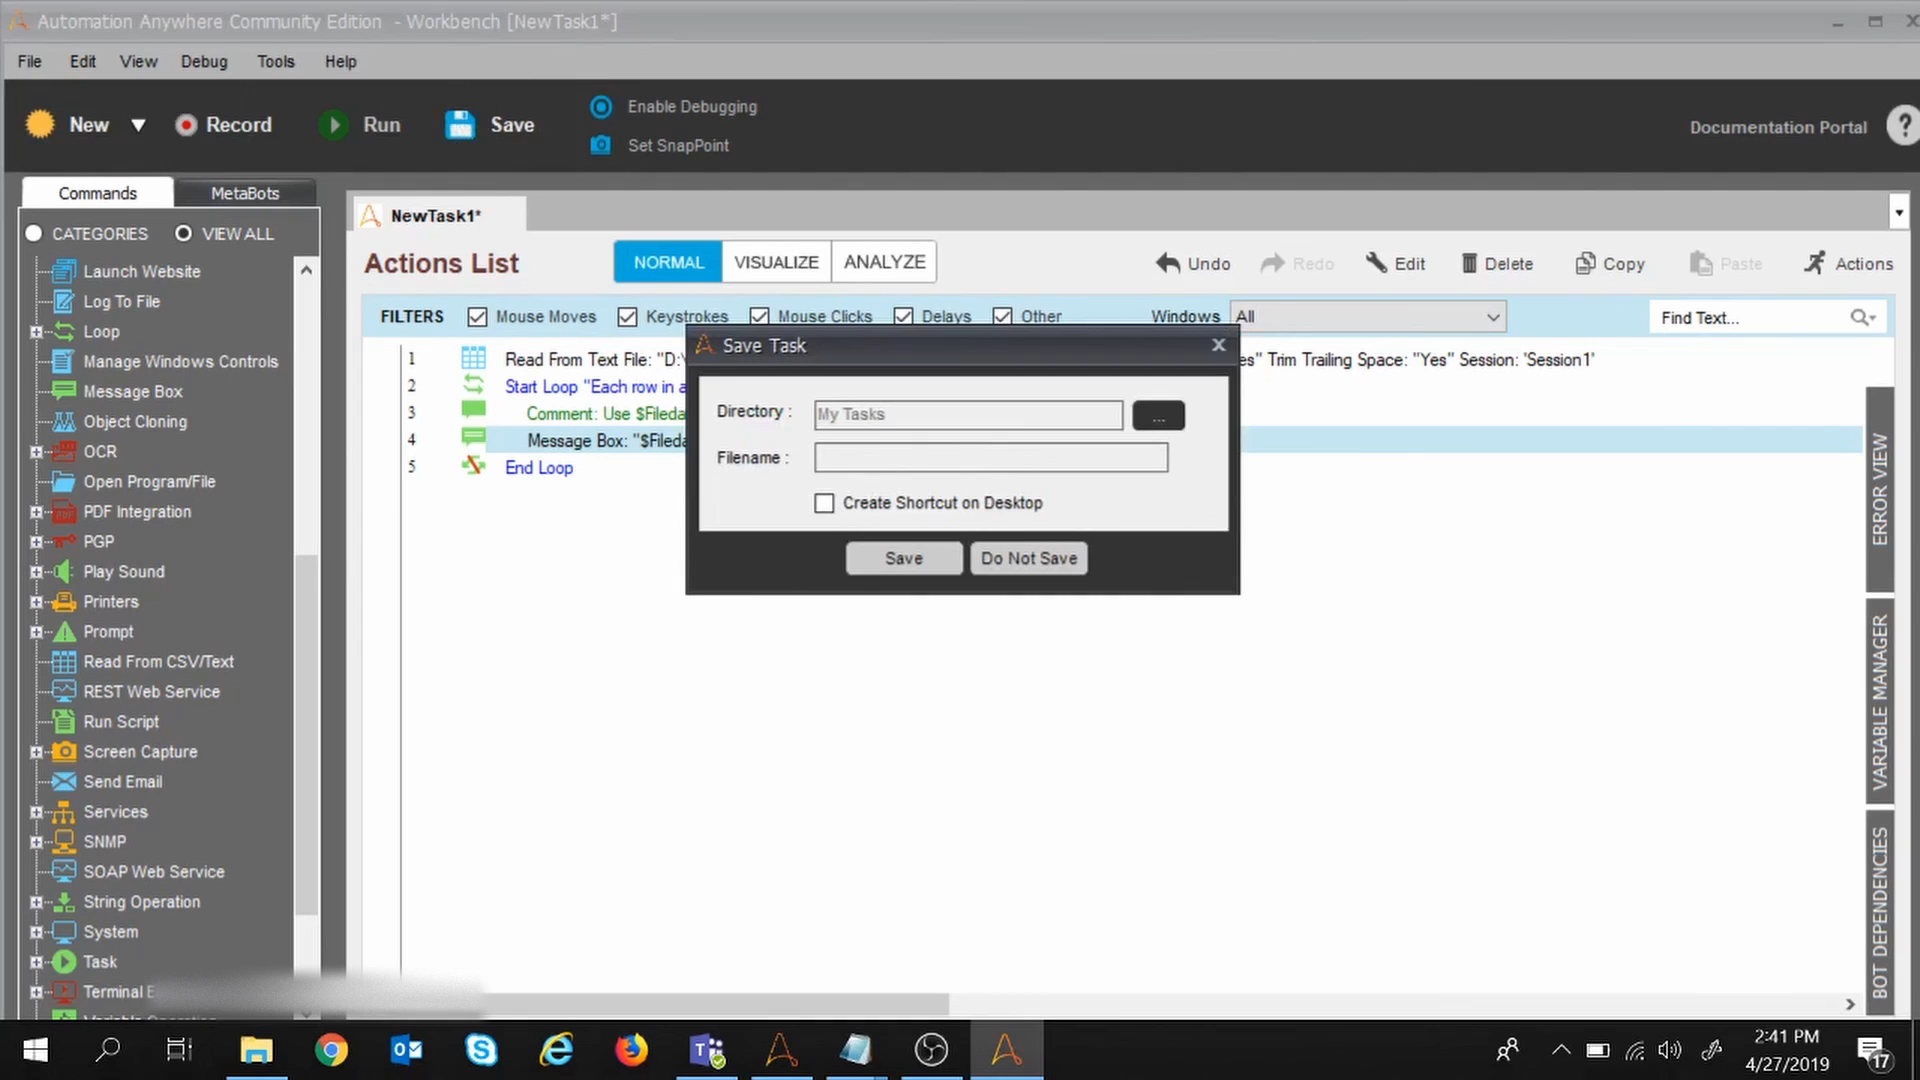 Automation Anywhere Community Edition - Workbench [NewTask1*]
File Edit View Debug Tools Help
New Record Run Save
Enable Debugging
Set SnapPoint
Documentation Portal ?
Commands MetaBots
CATEGORIES VIEW ALL
Launch Website
Log To File
Loop
Manage Windows Controls
Message Box
Object Cloning
OCR
Open Program/File
PDF Integration
PGP
Play Sound
Printers
Prompt
Read From CSV/Text
REST Web Service
Run Script
Screen Capture
Send Email
Services
SNMP
SOAP Web Service
String Operation
System
Task
Terminal E
NewTask1*
Actions List NORMAL VISUALIZE ANALYZE Undo Redo Edit Delete Copy Paste Actions
FILTERS Mouse Moves Keystrokes Mouse Clicks Delays Other Windows All Find Text...
1 Read From Text File: "D:\ es" Trim Trailing Space: "Yes" Session: 'Session1'
2 Start Loop "Each row in a
3 Comment: Use $Fileda
4 Message Box: "$Fileda
5 End Loop
Save Task
Directory : My Tasks ...
Filename :
Create Shortcut on Desktop
Save Do Not Save
ERROR VIEW
VARIABLE MANAGER
BOT DEPENDENCIES
2:41 PM
4/27/2019
17